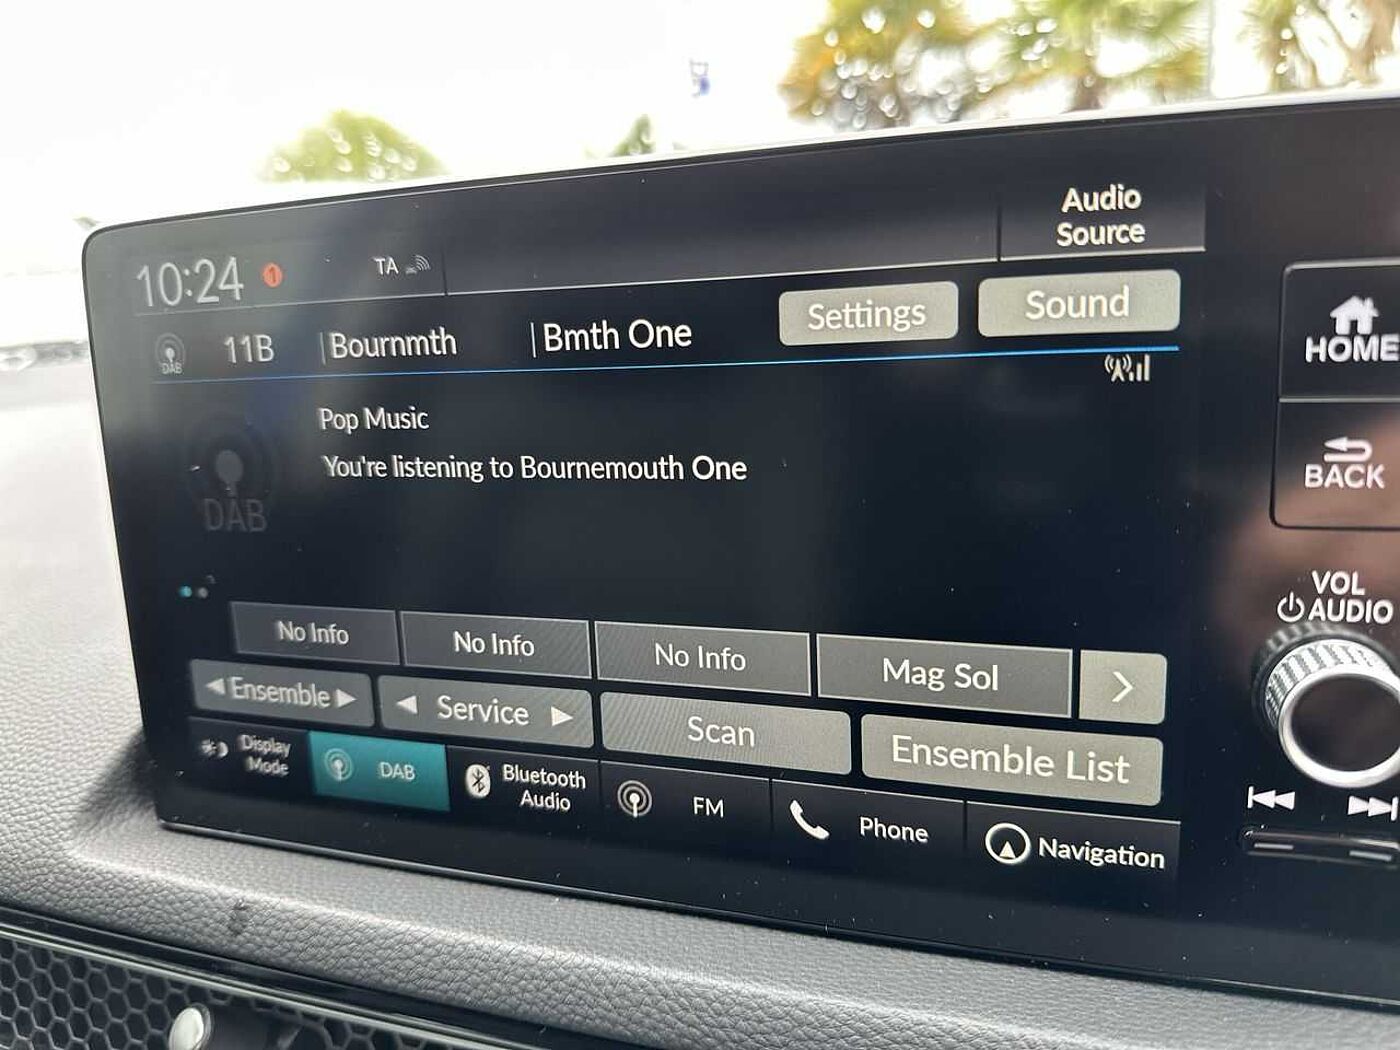 Audio
Source
10:24
1
TA
DAB
11B
Bournmth
Bmth One
Settings
Sound
Pop Music
You're listening to Bournemouth One
DAB
No Info
No Info
No Info
Mag Sol
Ensemble
Service
Scan
Ensemble List
Display
Mode
DAB
Bluetooth
Audio
FM
Phone
Navigation
HOME
BACK
VOL
AUDIO